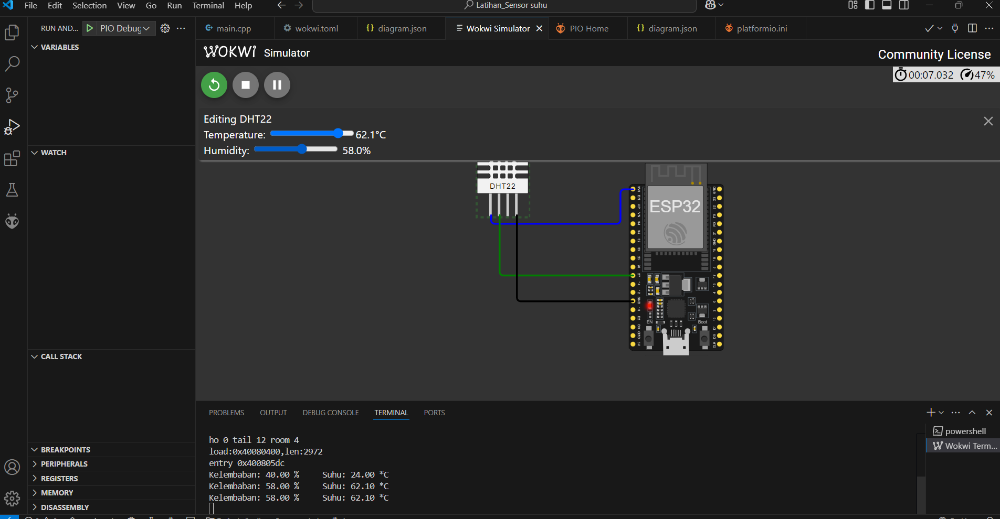 File Edit Selection View Go Run Terminal Help
Latihan_Sensor suhu
RUN AND... PIO Debug
main.cpp
wokwi.toml
diagram.json
Wokwi Simulator
PIO Home
diagram.json
platformio.ini
VARIABLES
WATCH
CALL STACK
BREAKPOINTS
PERIPHERALS
REGISTERS
MEMORY
DISASSEMBLY
WOKWI Simulator
Community License
00:07.032 47%
Editing DHT22
Temperature: 62.1°C
Humidity: 58.0%
DHT22
ESP32
EN
Boot
PROBLEMS OUTPUT DEBUG CONSOLE TERMINAL PORTS
powershell
Wokwi Term...
ho 0 tail 12 room 4
load:0x40080400,len:2972
entry 0x400805dc
Kelembaban: 40.00 % Suhu: 24.00 *C
Kelembaban: 58.00 % Suhu: 62.10 *C
Kelembaban: 58.00 % Suhu: 62.10 *C